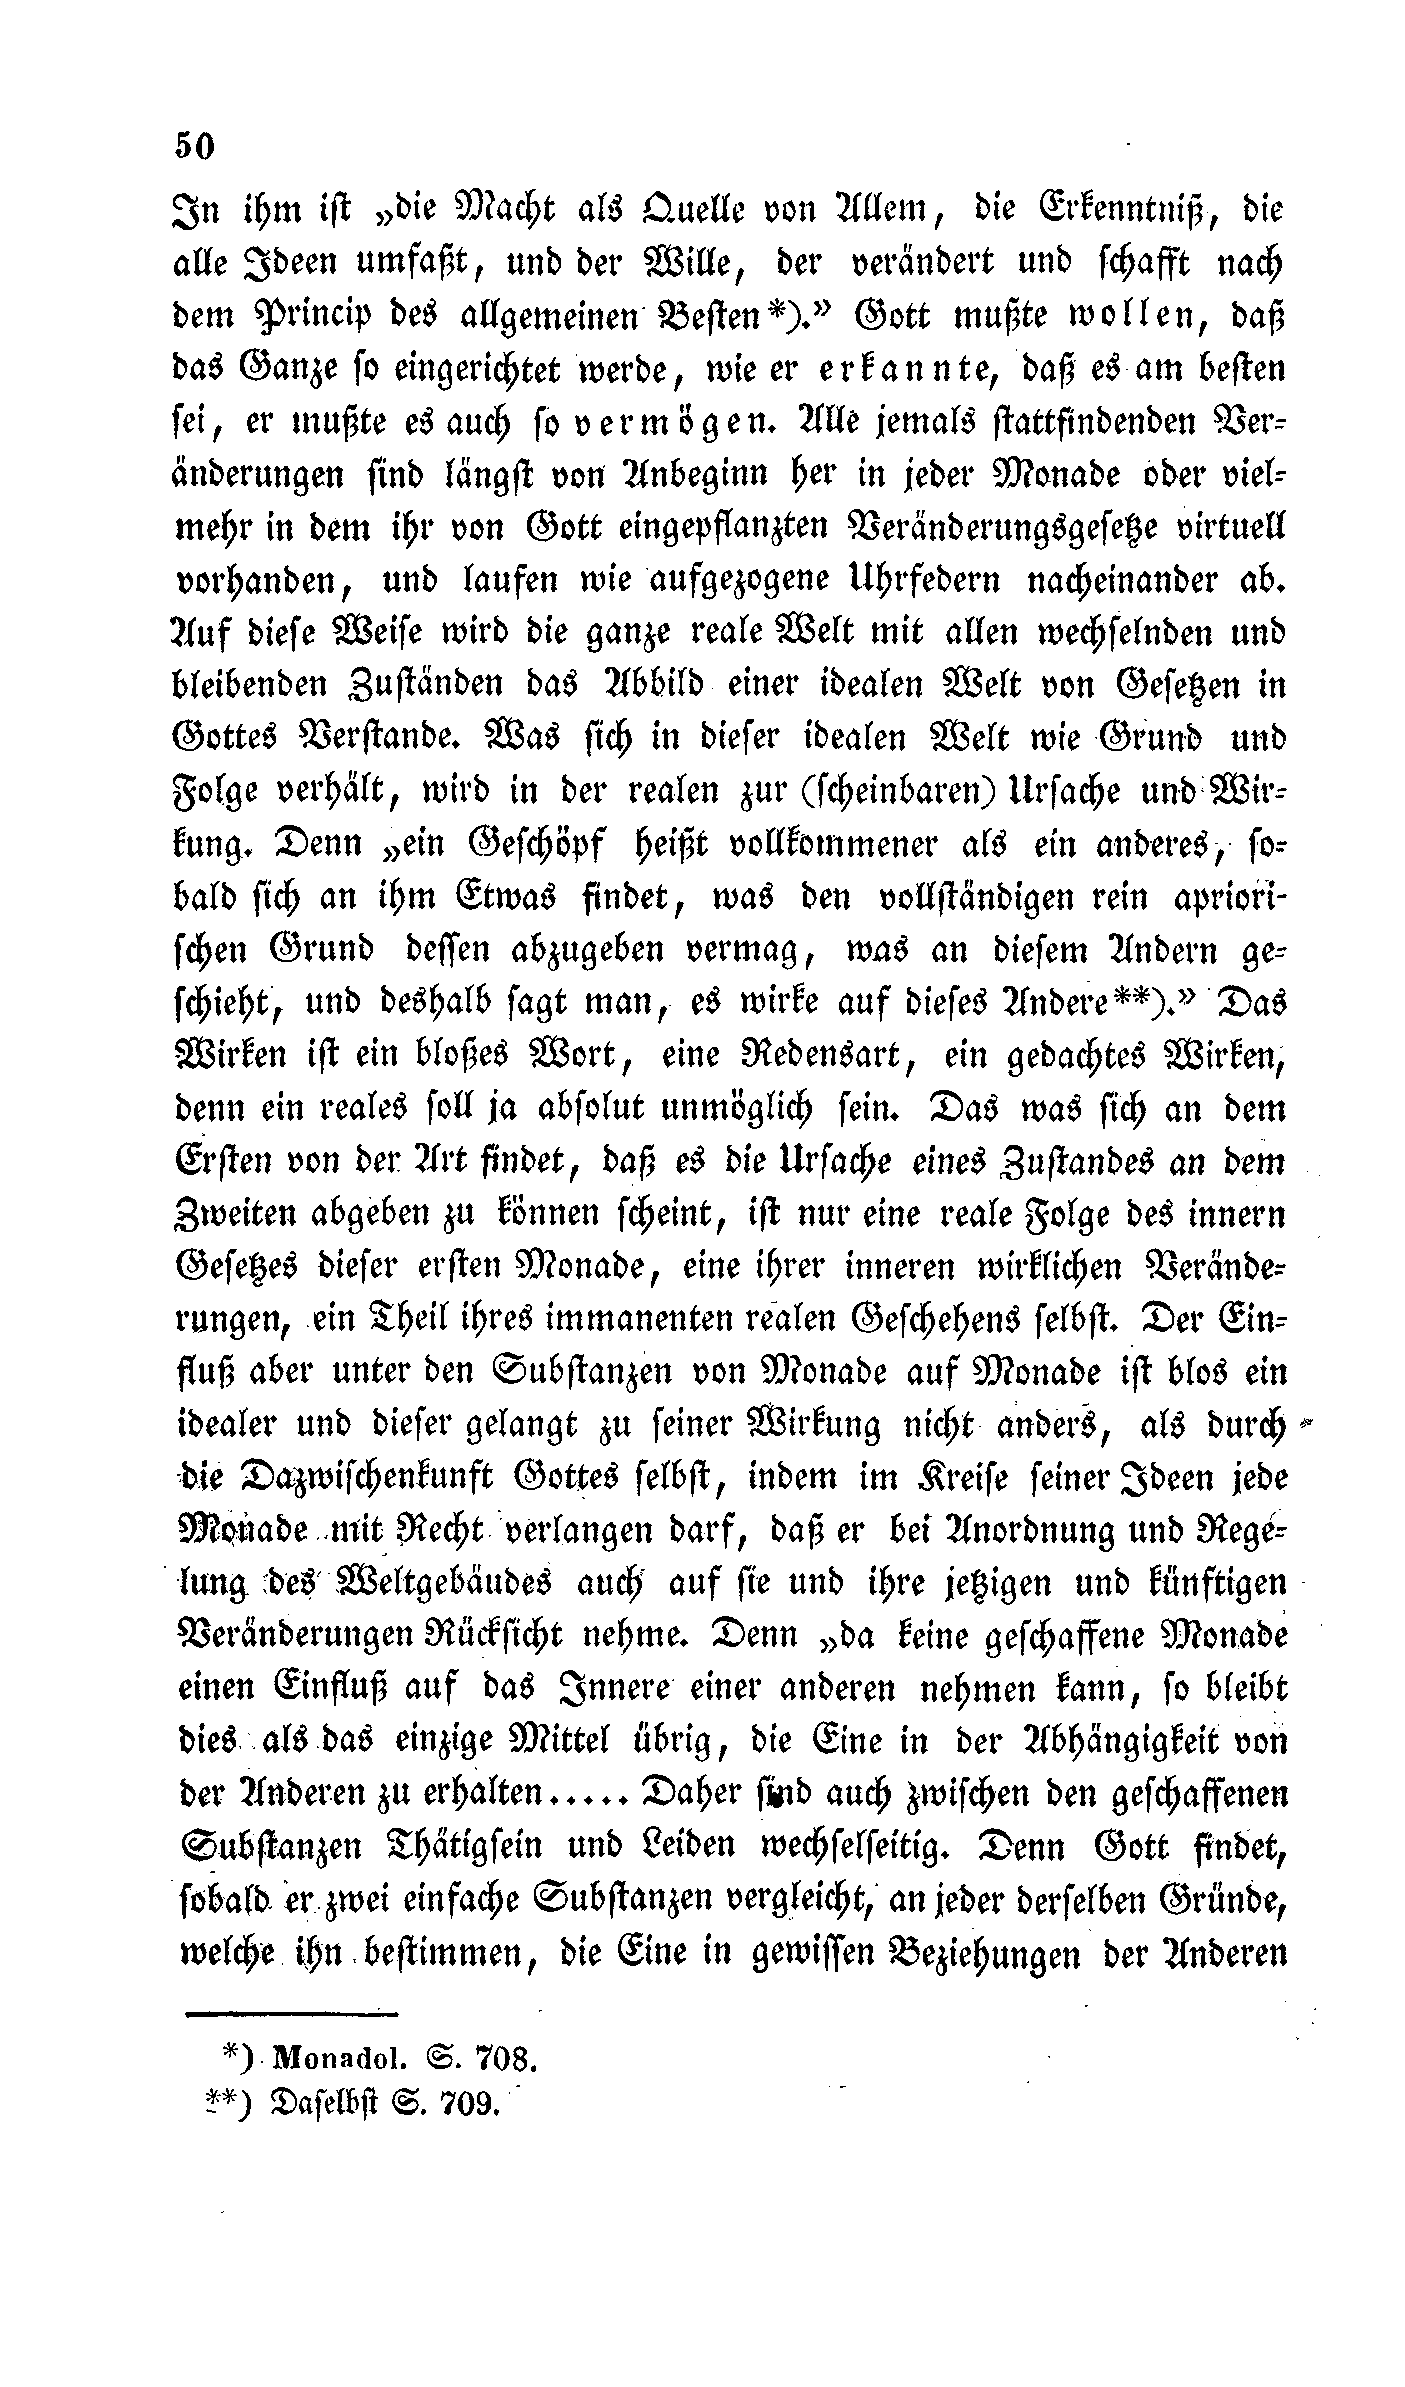 50
In ihm ist „die Macht als Quelle von Allem, die Erkenntniß, die
alle Ideen umfaßt, und der Wille, der verändert und schafft nach
dem Princip des allgemeinen Besten*).” Gott mußte wollen, daß
das Ganze so eingerichtet werde, wie er erkannte, daß es am besten
sei, er mußte es auch so vermögen. Alle jemals stattfindenden Ver-
änderungen sind längst von Anbeginn her in jeder Monade oder viel-
mehr in dem ihr von Gott eingepflanzten Veränderungsgesetze virtuell
vorhanden, und laufen wie aufgezogene Uhrfedern nacheinander ab.
Auf diese Weise wird die ganze reale Welt mit allen wechselnden und
bleibenden Zuständen das Abbild einer idealen Welt von Gesetzen in
Gottes Verstande. Was sich in dieser idealen Welt wie Grund und
Folge verhält, wird in der realen zur (scheinbaren) Ursache und Wir-
kung. Denn „ein Geschöpf heißt vollkommener als ein anderes, so-
bald sich an ihm Etwas findet, was den vollständigen rein apriori-
schen Grund dessen abzugeben vermag, was an diesem Andern ge-
schieht, und deshalb sagt man, es wirke auf dieses Andere**).” Das
Wirken ist ein bloßes Wort, eine Redensart, ein gedachtes Wirken,
denn ein reales soll ja absolut unmöglich sein. Das was sich an dem
Ersten von der Art findet, daß es die Ursache eines Zustandes an dem
Zweiten abgeben zu können scheint, ist nur eine reale Folge des innern
Gesetzes dieser ersten Monade, eine ihrer inneren wirklichen Verände-
rungen, ein Theil ihres immanenten realen Geschehens selbst. Der Ein-
fluß aber unter den Substanzen von Monade auf Monade ist blos ein
idealer und dieser gelangt zu seiner Wirkung nicht anders, als durch
die Dazwischenkunft Gottes selbst, indem im Kreise seiner Ideen jede
Monade mit Recht verlangen darf, daß er bei Anordnung und Rege-
lung des Weltgebäudes auch auf sie und ihre jetzigen und künftigen
Veränderungen Rücksicht nehme. Denn „da keine geschaffene Monade
einen Einfluß auf das Innere einer anderen nehmen kann, so bleibt
dies als das einzige Mittel übrig, die Eine in der Abhängigkeit von
der Anderen zu erhalten..... Daher sind auch zwischen den geschaffenen
Substanzen Thätigsein und Leiden wechselseitig. Denn Gott findet,
sobald er zwei einfache Substanzen vergleicht, an jeder derselben Gründe,
welche ihn bestimmen, die Eine in gewissen Beziehungen der Anderen
*) Monadol. S. 708.
**) Daselbst S. 709.